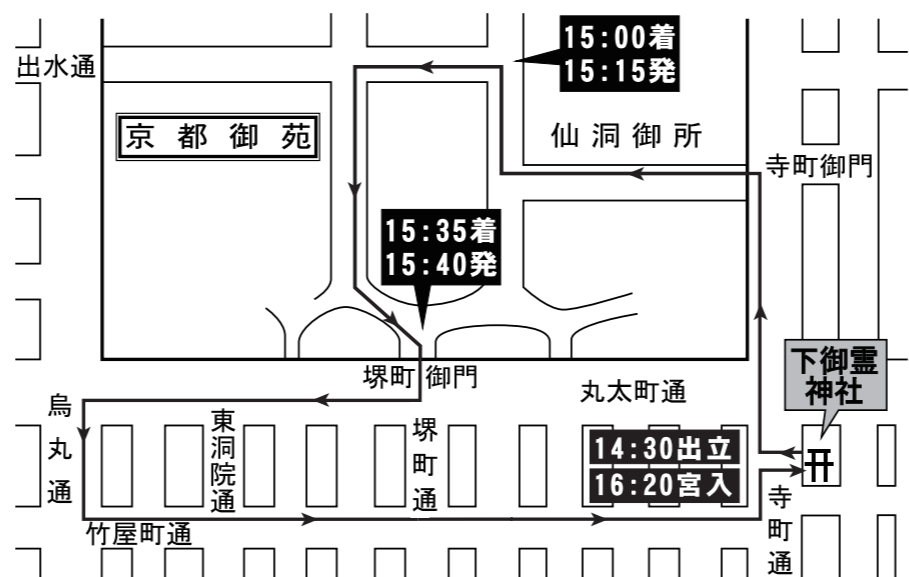 出水通
15:00着
15:15発
京都御苑
仙洞御所
寺町御門
15:35着
15:40発
下御霊
神社
堺町御門
丸太町通
烏丸通
東洞院通
堺町通
14:30出立
16:20宮入
寺町通
竹屋町通